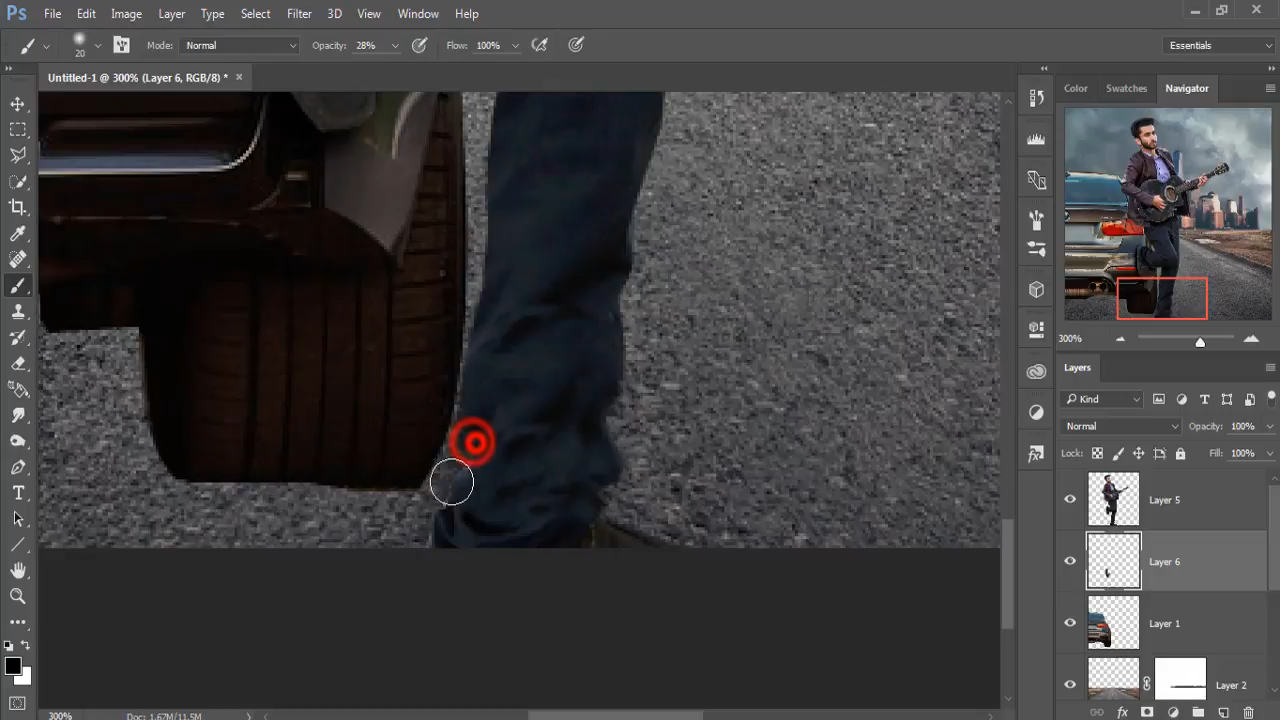 Ps File Edit Image Layer Type Select Filter 3D View Window Help
20 Mode: Normal Opacity: 28% Flow: 100% Essentials
Untitled-1 @ 300% (Layer 6, RGB/8) * ×
Color Swatches Navigator
300%
Layers
Kind
Normal Opacity: 100%
Lock: Fill: 100%
Layer 5
Layer 6
Layer 1
Layer 2
300% Doc: 1.67M/11.5M